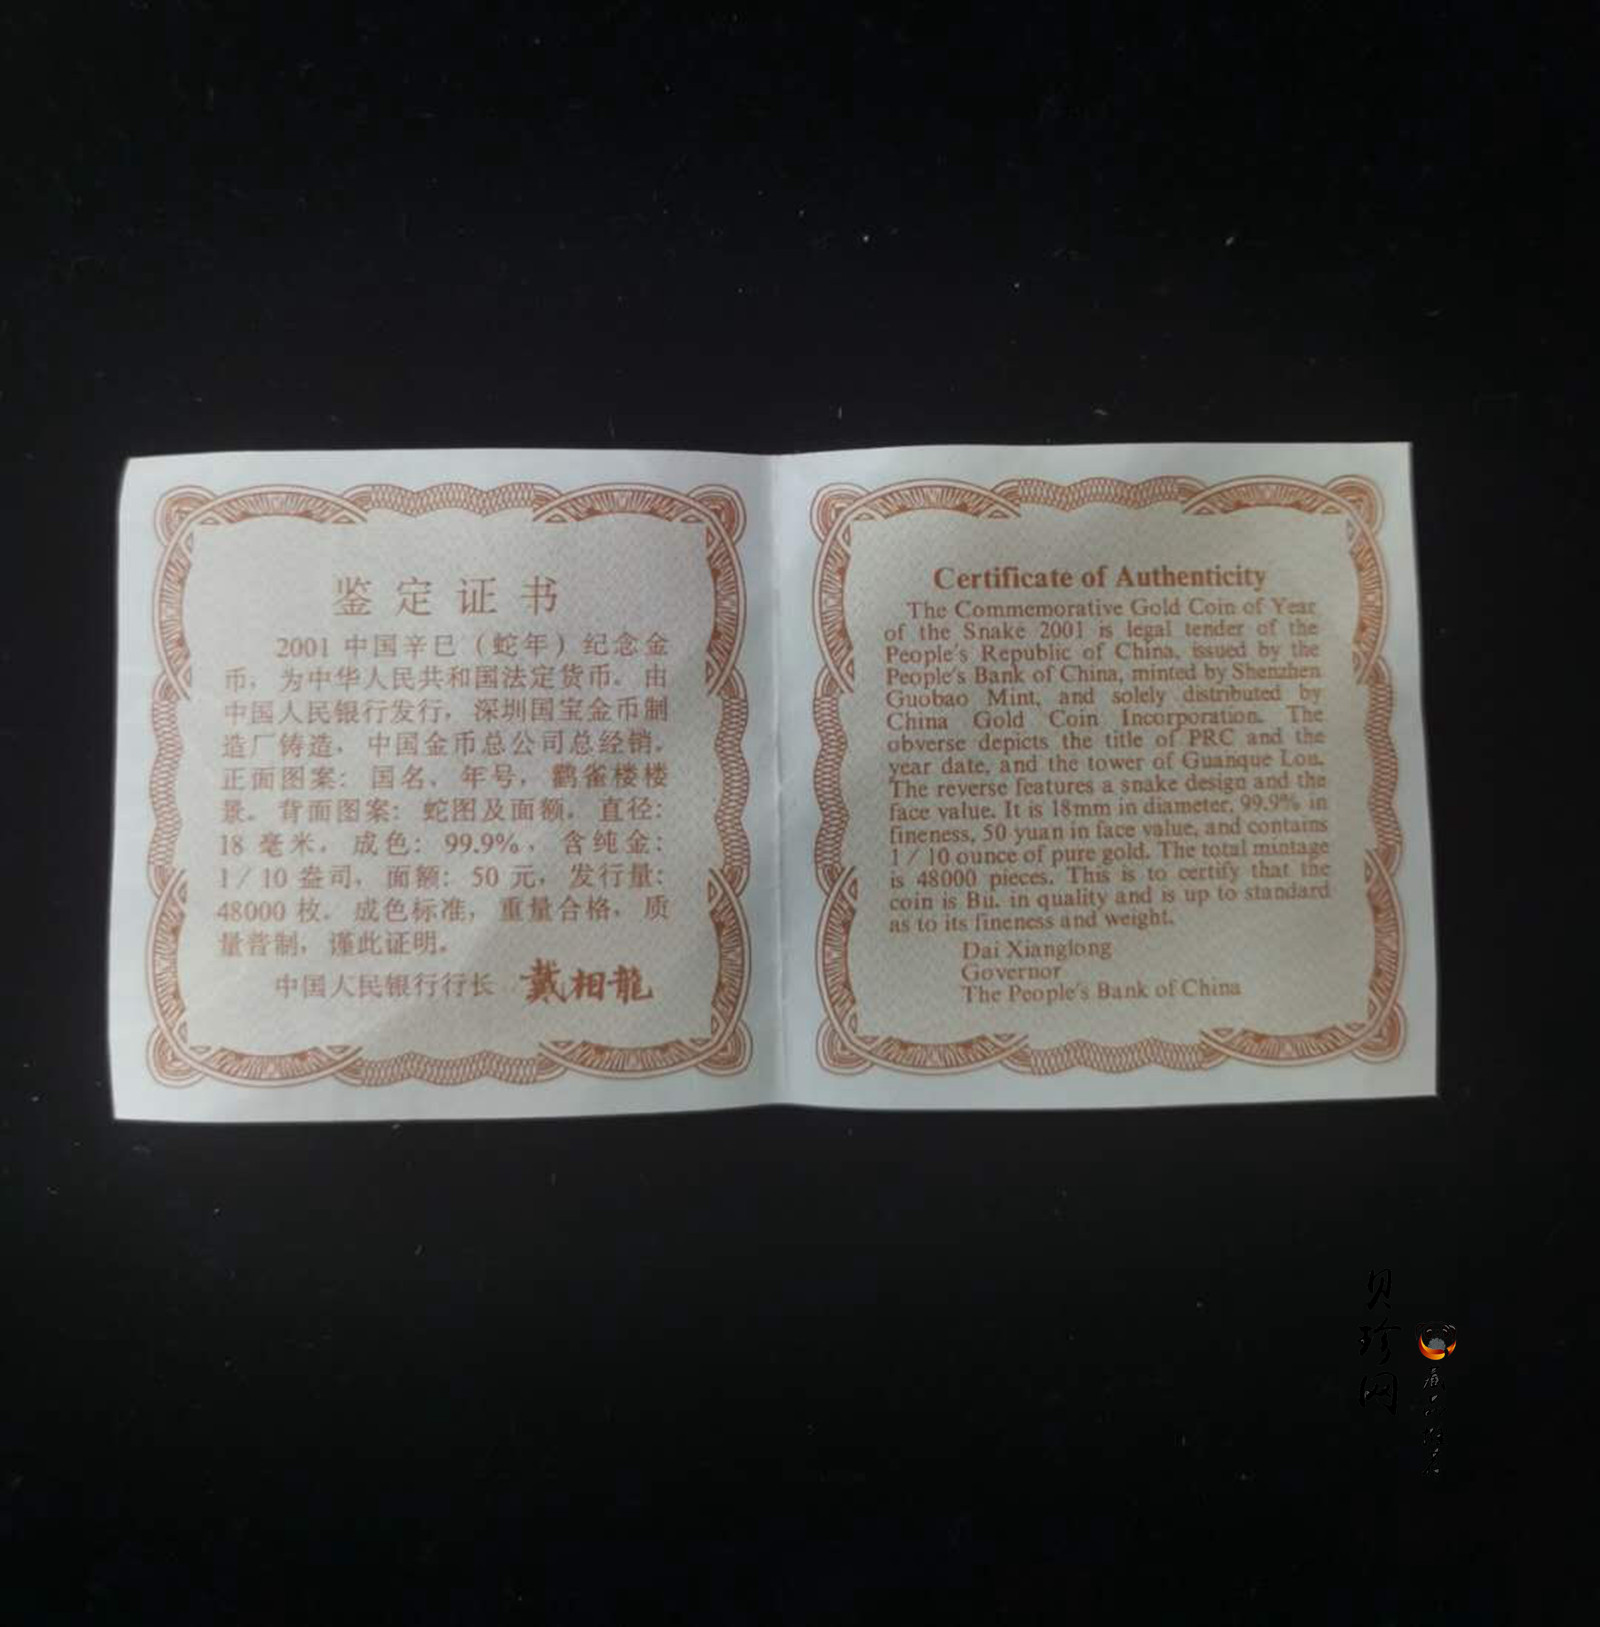 鉴定证书
2001 中国辛巳（蛇年）纪念金
币，为中华人民共和国法定货币。由
中国人民银行发行，深圳国宝金币制
造厂铸造，中国金币总公司总经销。
正面图案：国名、年号，鹳雀楼楼
景。背面图案：蛇图及面额。直径：
18 毫米。成色：99.9%，含纯金：
1/10 盎司，面额：50 元，发行量：
48000 枚。成色标准，重量合格，质
量普制，谨此证明。
中国人民银行行长 戴相龍
Certificate of Authenticity
The Commemorative Gold Coin of Year
of the Snake 2001 is legal tender of the
People's Republic of China, issued by the
People's Bank of China, minted by Shenzhen
Guobao Mint, and solely distributed by
China Gold Coin Incorporation. The
obverse depicts the title of PRC and the
year date, and the tower of Guanque Lou.
The reverse features a snake design and the
face value. It is 18mm in diameter, 99.9% in
fineness, 50 yuan in face value, and contains
1/10 ounce of pure gold. The total mintage
is 48000 pieces. This is to certify that the
coin is Bu. in quality and is up to standard
as to its fineness and weight.
Dai Xianglong
Governor
The People's Bank of China
贝珍网